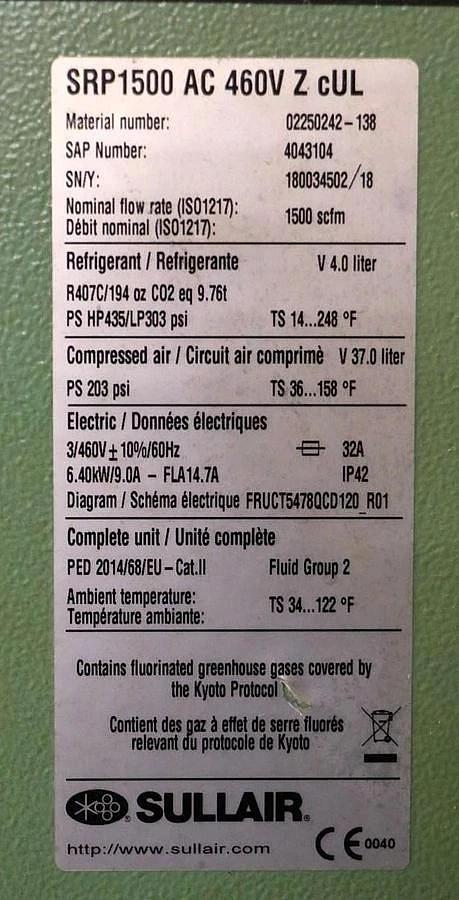 SRP1500 AC 460V Z cUL
Material number: 02250242-138
SAP Number: 4043104
SN/Y: 180034502/18
Nominal flow rate (ISO1217):
Débit nominal (ISO1217): 1500 scfm
Refrigerant / Refrigerante V 4.0 liter
R407C/194 oz CO2 eq 9.76t
PS HP435/LP303 psi TS 14...248 °F
Compressed air / Circuit air comprimè V 37.0 liter
PS 203 psi TS 36...158 °F
Electric / Données électriques
3/460V±10%/60Hz 32A
6.40kW/9.0A - FLA14.7A IP42
Diagram / Schéma électrique FRUCT5478QCD120_R01
Complete unit / Unité complète
PED 2014/68/EU-Cat.II Fluid Group 2
Ambient temperature:
Température ambiante: TS 34...122 °F
Contains fluorinated greenhouse gases covered by
the Kyoto Protocol
Contient des gaz à effet de serre fluorés
relevant du protocole de Kyoto
SULLAIR®
http://www.sullair.com CE 0040